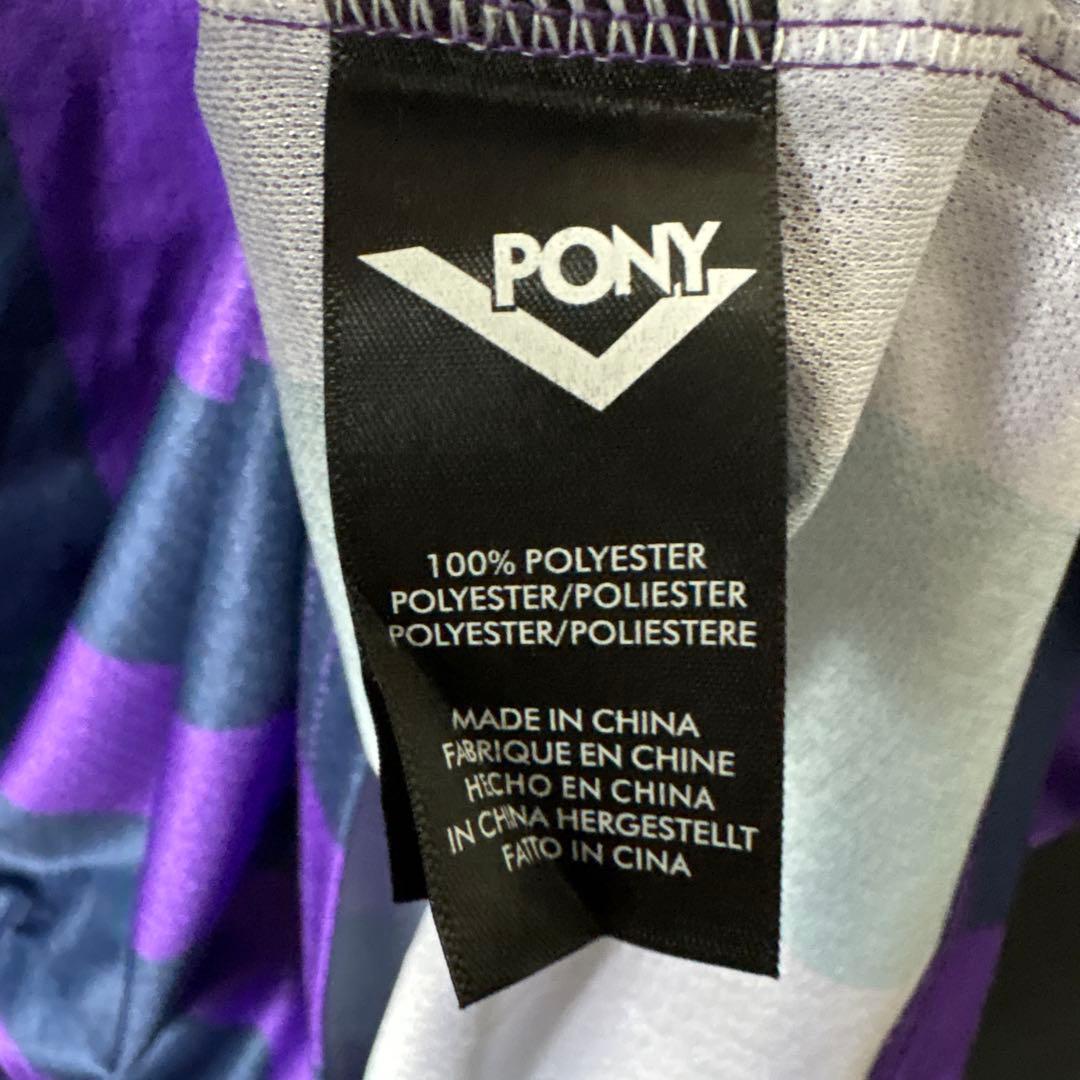 PONY
100% POLYESTER
POLYESTER/POLIESTER
POLYESTER/POLIESTERE
MADE IN CHINA
FABRIQUE EN CHINE
HECHO EN CHINA
IN CHINA HERGESTELLT
FATTO IN CINA